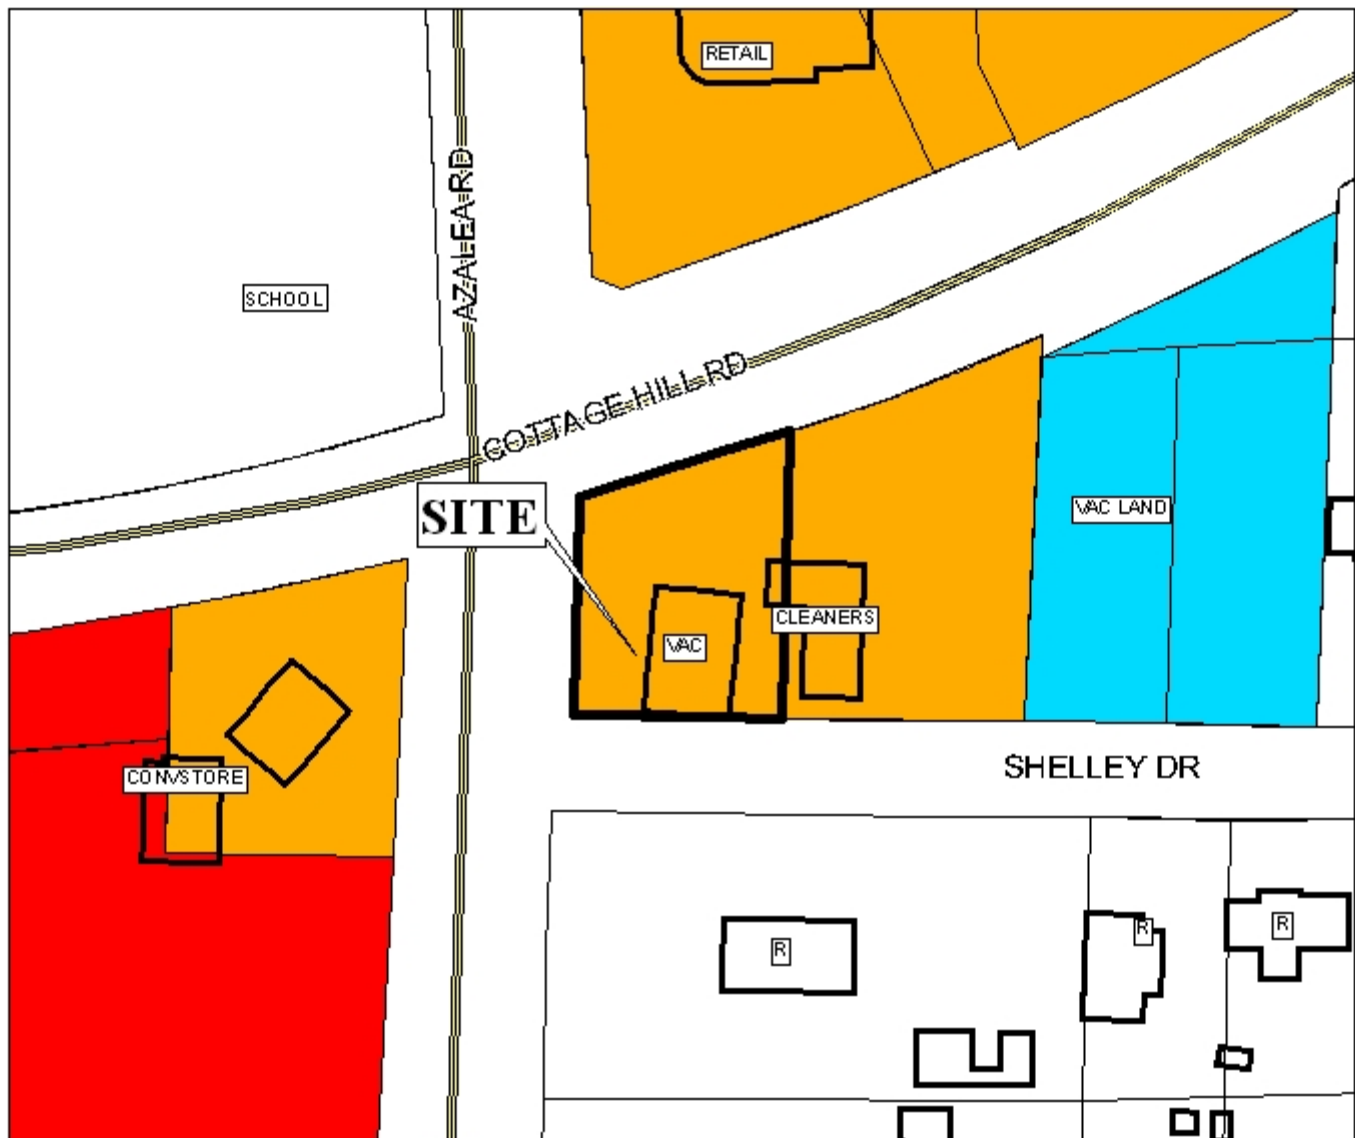 RETAIL
AZALEA RD
SCHOOL
COTTAGE HILL RD
SITE
VAC LAND
CLEANERS
VAC
SHELLEY DR
CONVSTORE
R
R
R